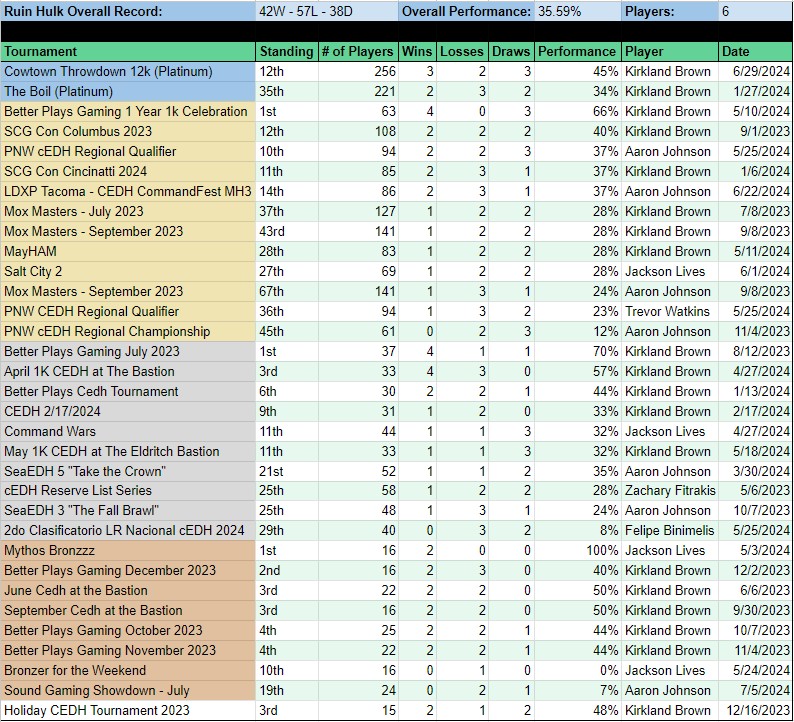 Ruin Hulk Overall Record: 42W - 57L - 38D Overall Performance: 35.59% Players: 6
Tournament Standing # of Players Wins Losses Draws Performance Player Date
Cowtown Throwdown 12k (Platinum) 12th 256 3 2 3 45% Kirkland Brown 6/29/2024
The Boil (Platinum) 35th 221 2 3 2 34% Kirkland Brown 1/27/2024
Better Plays Gaming 1 Year 1k Celebration 1st 63 4 0 3 66% Kirkland Brown 5/10/2024
SCG Con Columbus 2023 12th 108 2 2 2 40% Kirkland Brown 9/1/2023
PNW cEDH Regional Qualifier 10th 94 2 2 3 37% Aaron Johnson 5/25/2024
SCG Con Cincinatti 2024 11th 85 2 3 1 37% Kirkland Brown 1/6/2024
LDXP Tacoma - CEDH CommandFest MH3 14th 86 2 3 1 37% Aaron Johnson 6/22/2024
Mox Masters - July 2023 37th 127 1 2 2 28% Kirkland Brown 7/8/2023
Mox Masters - September 2023 43rd 141 1 2 2 28% Kirkland Brown 9/8/2023
MayHAM 28th 83 1 2 2 28% Kirkland Brown 5/11/2024
Salt City 2 27th 69 1 2 2 28% Jackson Lives 6/1/2024
Mox Masters - September 2023 67th 141 1 3 1 24% Aaron Johnson 9/8/2023
PNW CEDH Regional Qualifier 36th 94 1 3 2 23% Trevor Watkins 5/25/2024
PNW cEDH Regional Championship 45th 61 0 2 3 12% Aaron Johnson 11/4/2023
Better Plays Gaming July 2023 1st 37 4 1 1 70% Kirkland Brown 8/12/2023
April 1K CEDH at The Bastion 3rd 33 4 3 0 57% Kirkland Brown 4/27/2024
Better Plays Cedh Tournament 6th 30 2 2 1 44% Kirkland Brown 1/13/2024
CEDH 2/17/2024 9th 31 1 2 0 33% Kirkland Brown 2/17/2024
Command Wars 11th 44 1 1 3 32% Jackson Lives 4/27/2024
May 1K CEDH at The Eldritch Bastion 11th 33 1 1 3 32% Kirkland Brown 5/18/2024
SeaEDH 5 "Take the Crown" 21st 52 1 1 2 35% Aaron Johnson 3/30/2024
cEDH Reserve List Series 25th 58 1 2 2 28% Zachary Fitrakis 5/6/2023
SeaEDH 3 "The Fall Brawl" 25th 48 1 3 1 24% Aaron Johnson 10/7/2023
2do Clasificatorio LR Nacional cEDH 2024 29th 40 0 3 2 8% Felipe Binimelis 5/25/2024
Mythos Bronzzz 1st 16 2 0 0 100% Jackson Lives 5/3/2024
Better Plays Gaming December 2023 2nd 16 2 3 0 40% Kirkland Brown 12/2/2023
June Cedh at the Bastion 3rd 22 2 2 0 50% Kirkland Brown 6/6/2023
September Cedh at the Bastion 3rd 16 2 2 0 50% Kirkland Brown 9/30/2023
Better Plays Gaming October 2023 4th 25 2 2 1 44% Kirkland Brown 10/7/2023
Better Plays Gaming November 2023 4th 22 2 2 1 44% Kirkland Brown 11/4/2023
Bronzer for the Weekend 10th 16 0 1 0 0% Jackson Lives 5/24/2024
Sound Gaming Showdown - July 19th 24 0 2 1 7% Aaron Johnson 7/5/2024
Holiday CEDH Tournament 2023 3rd 15 2 1 2 48% Kirkland Brown 12/16/2023